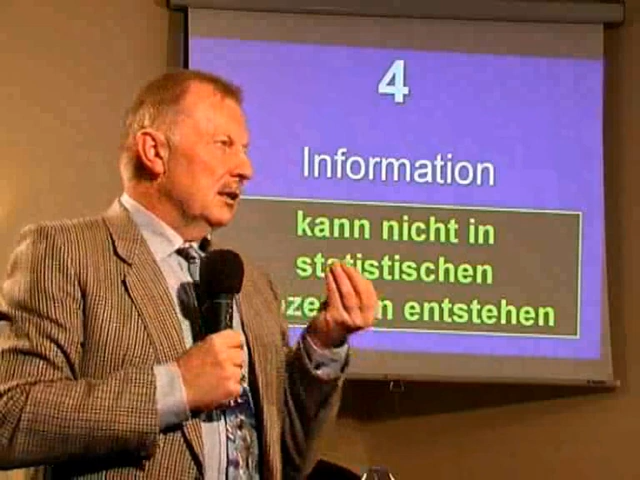 4
Information
kann nicht in
statistischen
entstehen